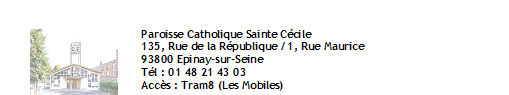 Paroisse Catholique Sainte Cécile
135, Rue de la République / 1, Rue Maurice
93800 Epinay-sur-Seine
Tél : 01 48 21 43 03
Accès : Tram8 (Les Mobiles)